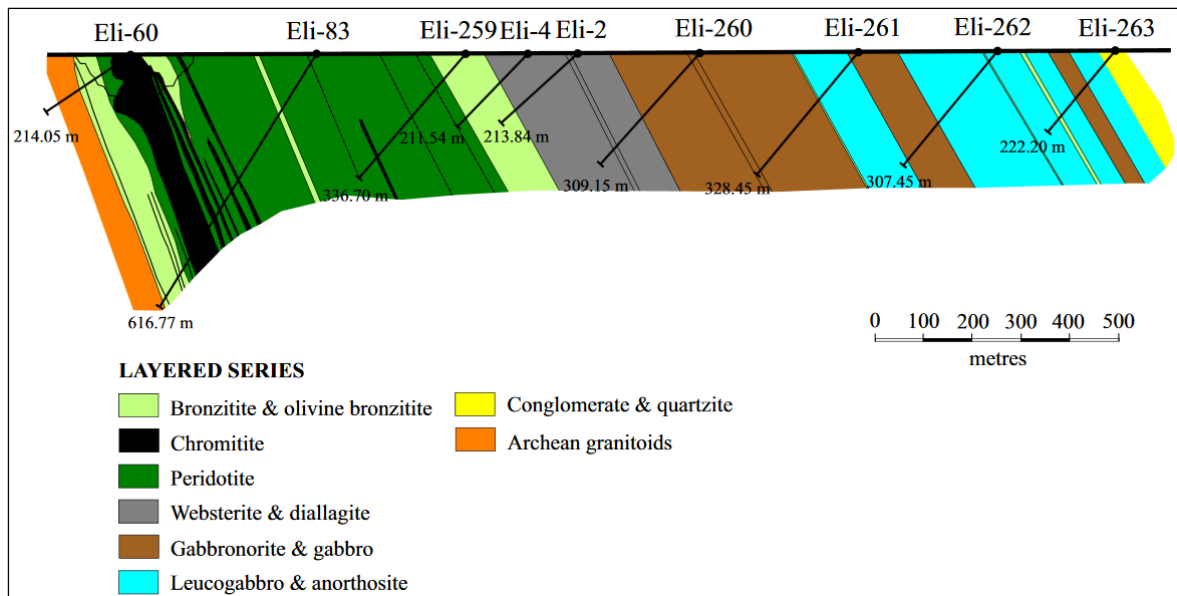 Eli-60 Eli-83 Eli-259 Eli-4 Eli-2 Eli-260 Eli-261 Eli-262 Eli-263
214.05 m
616.77 m
336.70 m
211.54 m
213.84 m
309.15 m
328.45 m
307.45 m
222.20 m
0 100 200 300 400 500
metres
LAYERED SERIES
Bronzitite & olivine bronzitite
Chromitite
Peridotite
Websterite & diallagite
Gabbronorite & gabbro
Leucogabbro & anorthosite
Conglomerate & quartzite
Archean granitoids